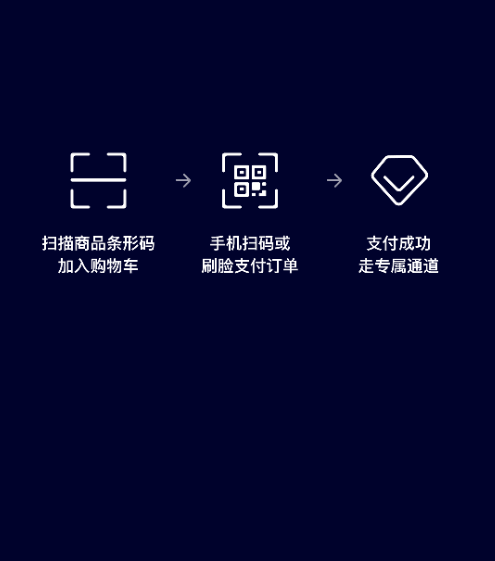 扫描商品条形码
加入购物车
手机扫码或
刷脸支付订单
支付成功
走专属通道